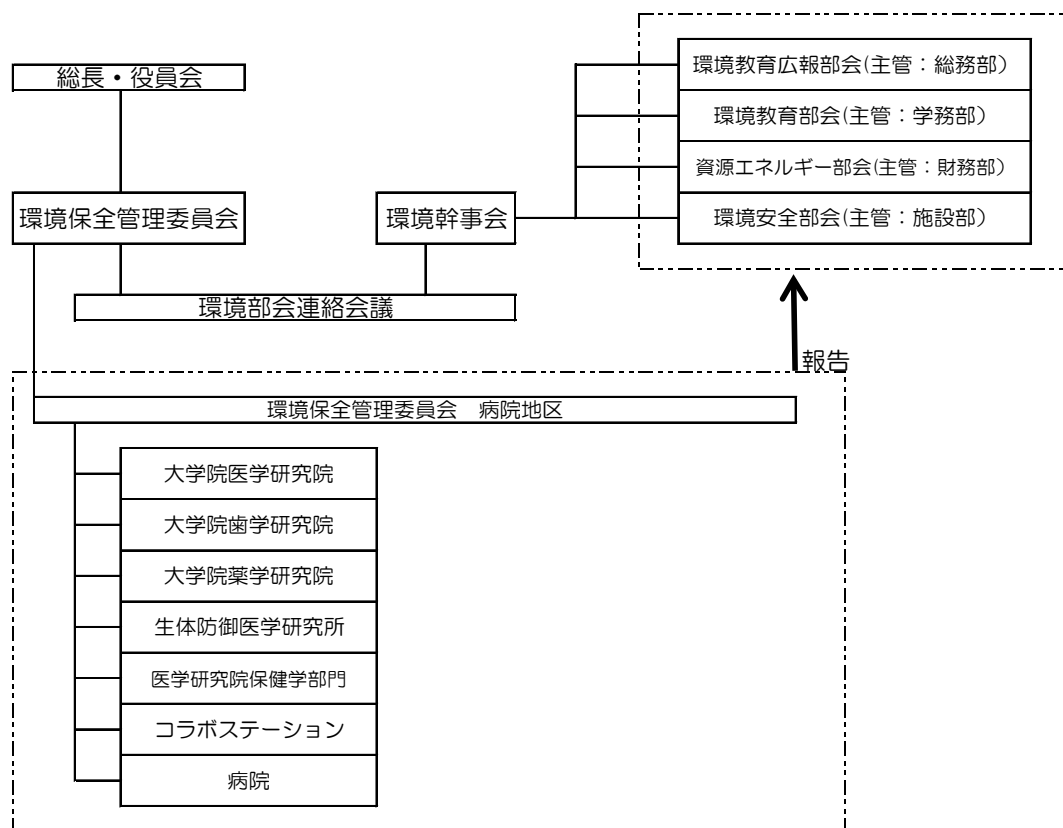 総長・役員会
環境保全管理委員会
環境幹事会
環境部会連絡会議
環境教育広報部会(主管：総務部）
環境教育部会(主管：学務部）
資源エネルギー部会(主管：財務部）
環境安全部会(主管：施設部）
報告
環境保全管理委員会　病院地区
大学院医学研究院
大学院歯学研究院
大学院薬学研究院
生体防御医学研究所
医学研究院保健学部門
コラボステーション
病院